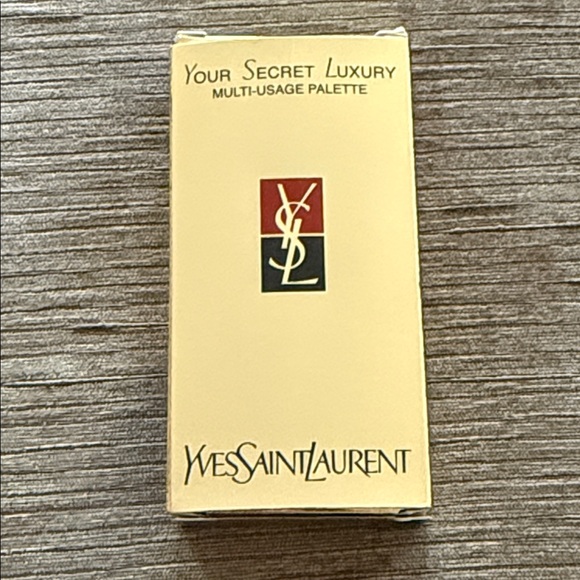 Your Secret Luxury
MULTI-USAGE PALETTE
YSL
YVESSAINTLAURENT